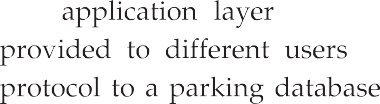 application layer
provided to different users
protocol to a parking database